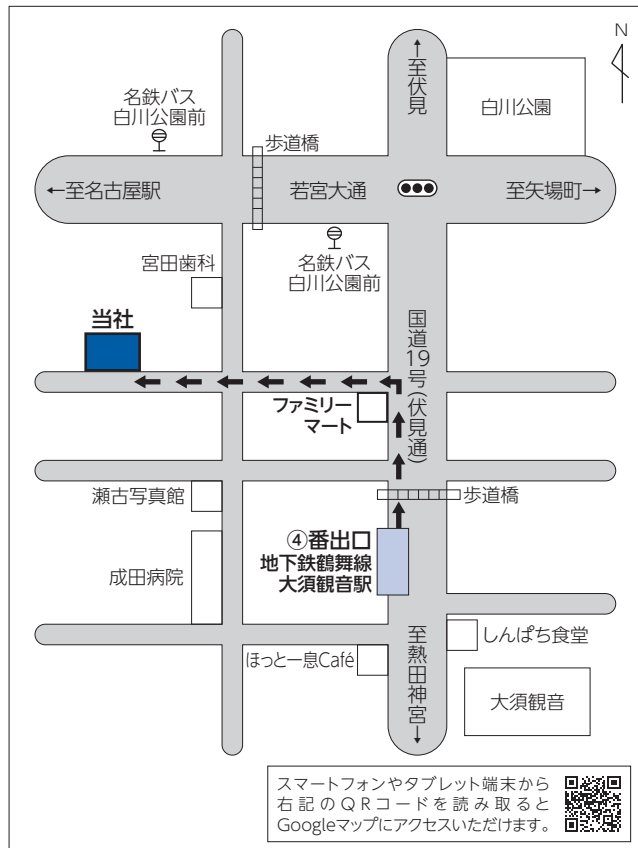 N
←至伏見
白川公園
名鉄バス
白川公園前
歩道橋
←至名古屋駅
若宮大通
至矢場町→
宮田歯科
名鉄バス
白川公園前
当社
国道19号(伏見通)
ファミリー
マート
瀬古写真館
歩道橋
④番出口
地下鉄鶴舞線
大須観音駅
成田病院
至熱田神宮→
しんぱち食堂
ほっと一息Café
大須観音
スマートフォンやタブレット端末から
右記のQRコードを読み取ると
Googleマップにアクセスいただけます。